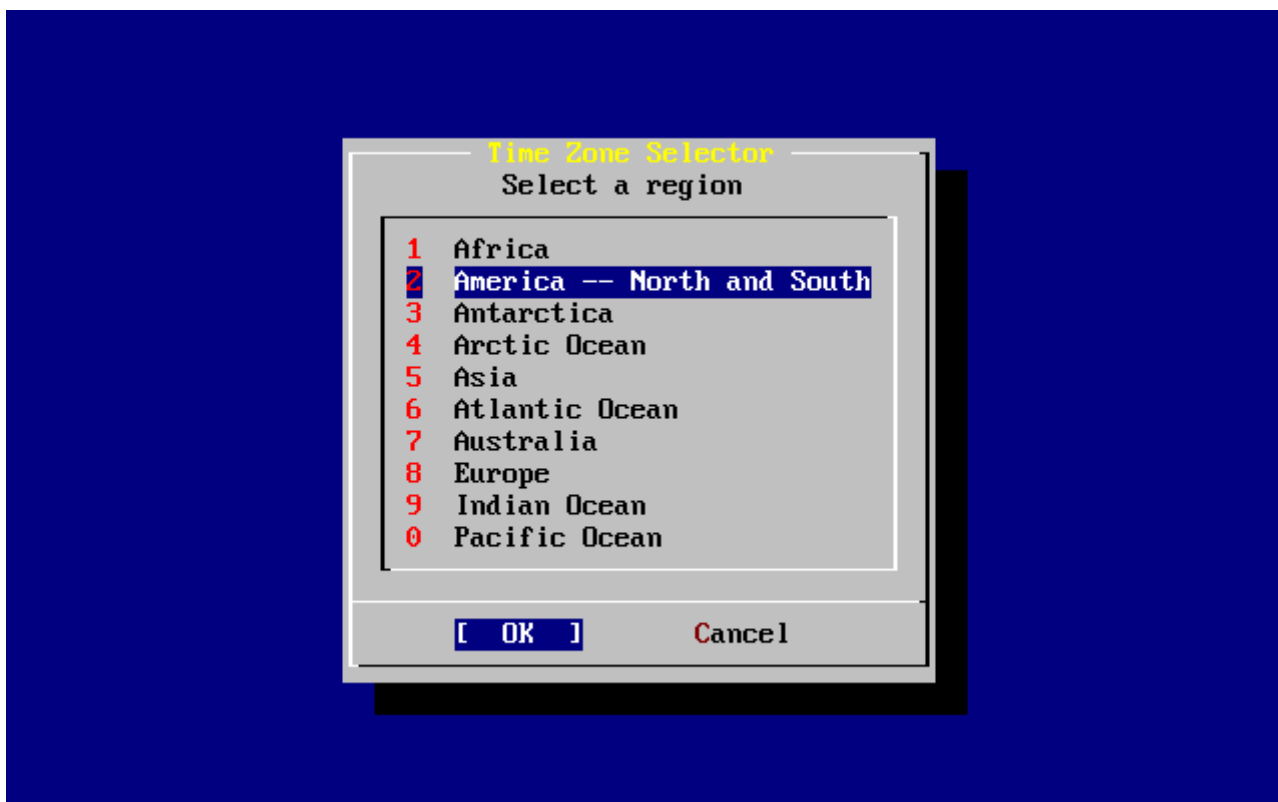 Time Zone Selector
Select a region
1 Africa
2 America -- North and South
3 Antarctica
4 Arctic Ocean
5 Asia
6 Atlantic Ocean
7 Australia
8 Europe
9 Indian Ocean
0 Pacific Ocean
[ OK ] Cancel